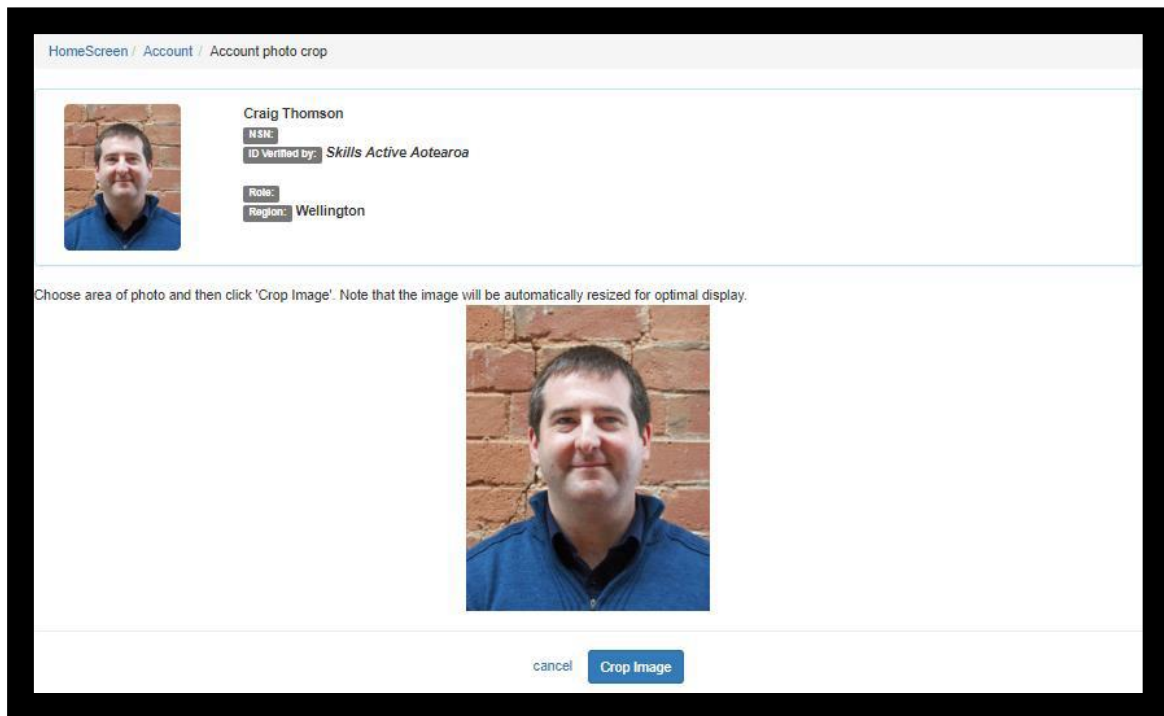 HomeScreen / Account / Account photo crop
Craig Thomson
NSN:
ID Verified by: Skills Active Aotearoa
Role:
Region: Wellington
Choose area of photo and then click 'Crop Image'. Note that the image will be automatically resized for optimal display.
cancel Crop Image